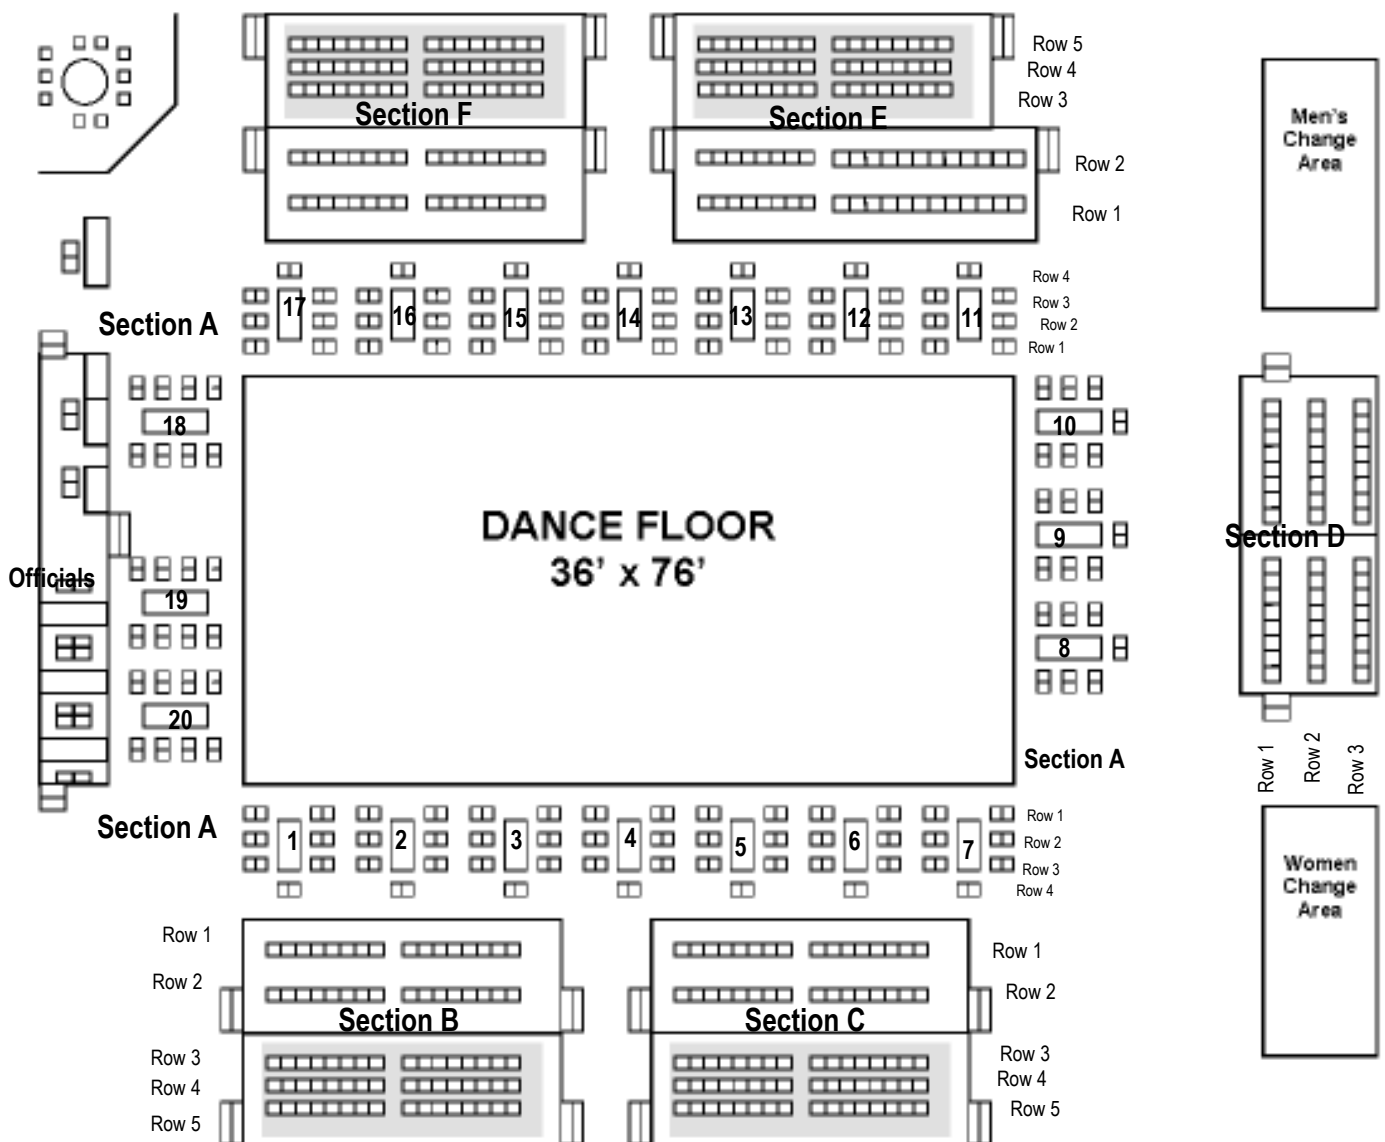 Row 5
Row 4
Row 3
Section F
Section E
Row 2
Row 1
Men's
Change
Area
Row 4
Row 3
Row 2
Row 1
Section A
17
16
15
14
13
12
11
18
10
DANCE FLOOR
36' x 76'
9
Section D
Officials
19
8
20
Section A
Row 1
Row 2
Row 3
Section A
1
2
3
4
5
6
7
Row 1
Row 2
Row 3
Row 4
Women
Change
Area
Row 1
Row 2
Row 1
Row 2
Section B
Section C
Row 3
Row 4
Row 5
Row 3
Row 4
Row 5